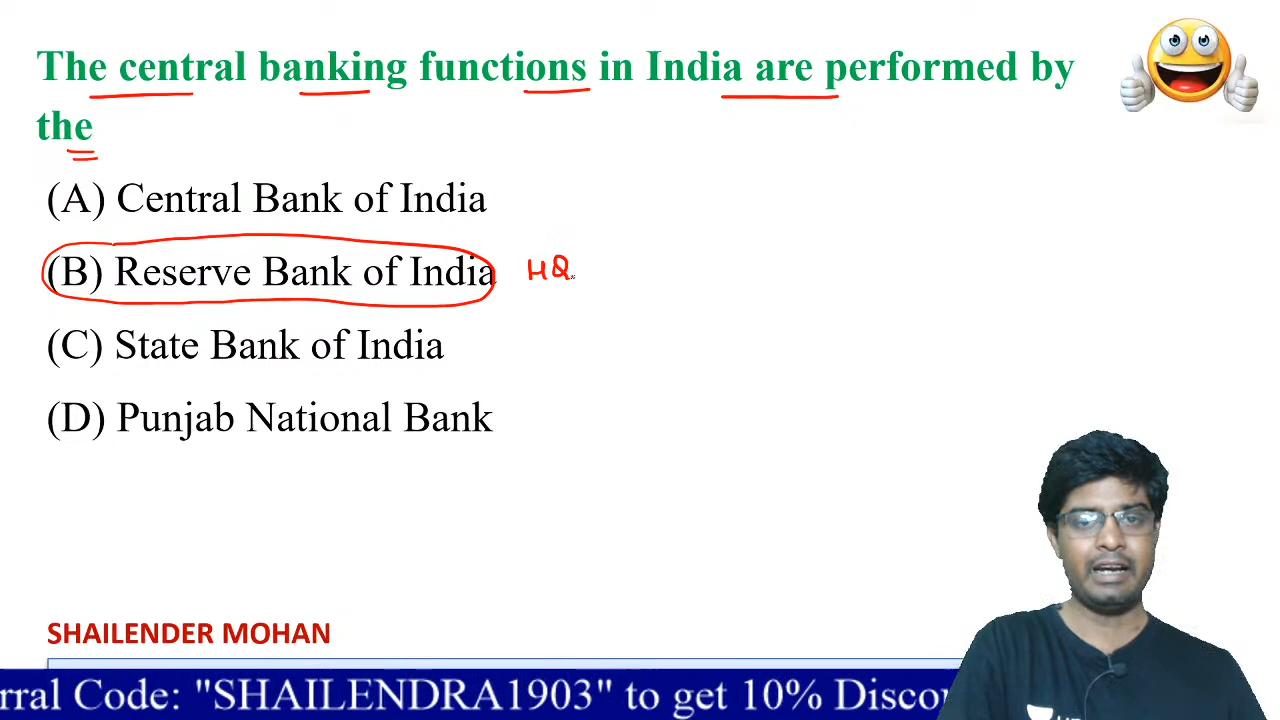 The central banking functions in India are performed by
the
(A) Central Bank of India
(B) Reserve Bank of India HQ
(C) State Bank of India
(D) Punjab National Bank
SHAILENDER MOHAN
rral Code: "SHAILENDRA1903" to get 10% Discou